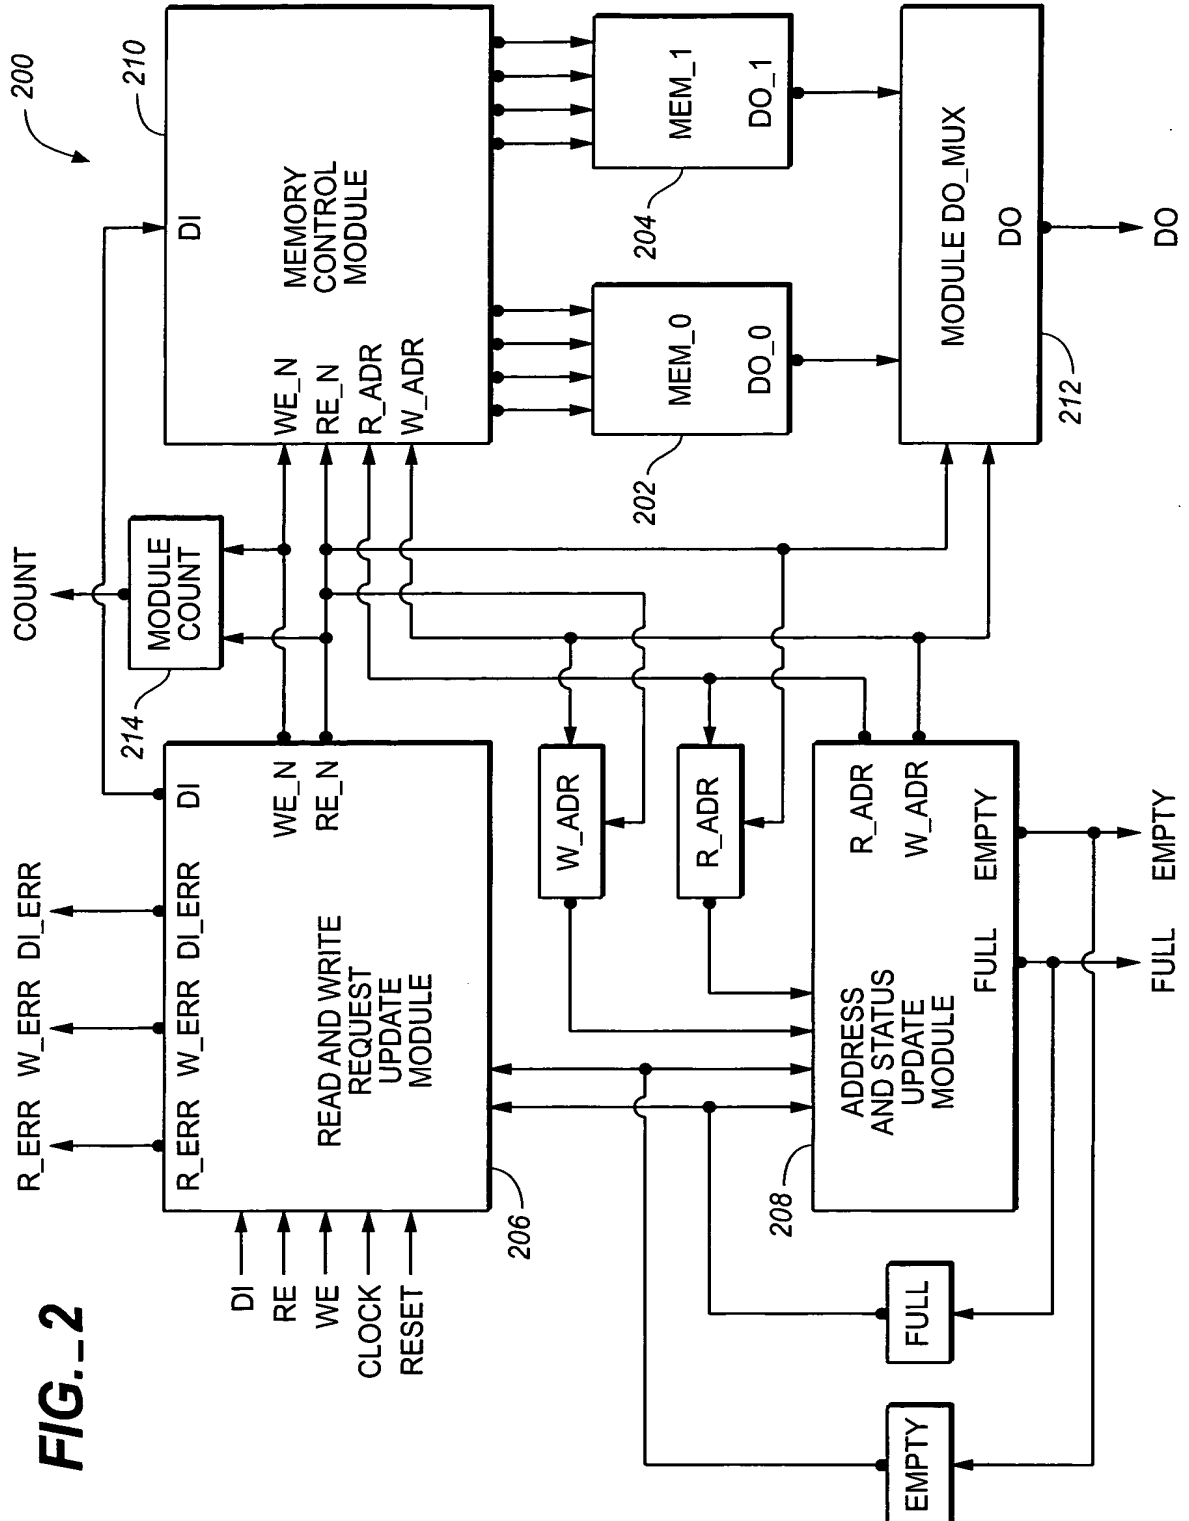 FIG._2
200
COUNT
R_ERR
W_ERR
DI_ERR
R_ERR
W_ERR
DI_ERR
DI
READ AND WRITE
REQUEST
UPDATE
MODULE
WE_N
RE_N
206
DI
RE
WE
CLOCK
RESET
MODULE
COUNT
214
210
DI
MEMORY
CONTROL
MODULE
WE_N
RE_N
R_ADR
W_ADR
W_ADR
R_ADR
MEM_0
DO_0
202
MEM_1
DO_1
204
ADDRESS
AND STATUS
UPDATE
MODULE
R_ADR
W_ADR
FULL
EMPTY
208
FULL
EMPTY
MODULE DO_MUX
DO
212
FULL
EMPTY
DO